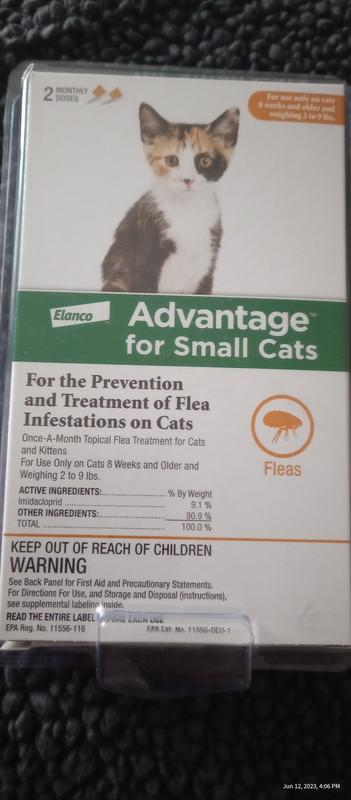 2 MONTHLY DOSES
For use only on cats
8 weeks and older and
weighing 2 to 9 lbs.
Elanco
Advantage™
for Small Cats
For the Prevention
and Treatment of Flea
Infestations on Cats
Once-A-Month Topical Flea Treatment for Cats
and Kittens
For Use Only on Cats 8 Weeks and Older and
Weighing 2 to 9 lbs.
Fleas
ACTIVE INGREDIENTS:........................ % By Weight
Imidacloprid ........................ 9.1 %
OTHER INGREDIENTS:........................ 90.9 %
TOTAL ........................ 100.0 %
KEEP OUT OF REACH OF CHILDREN
WARNING
See Back Panel for First Aid and Precautionary Statements.
For Directions For Use, and Storage and Disposal (instructions),
see supplemental labeling inside.
READ THE ENTIRE LABEL BEFORE EACH USE
EPA Reg. No. 11556-116 EPA Est. No. 11556-DEU-1
Jun 12, 2023, 4:06 PM